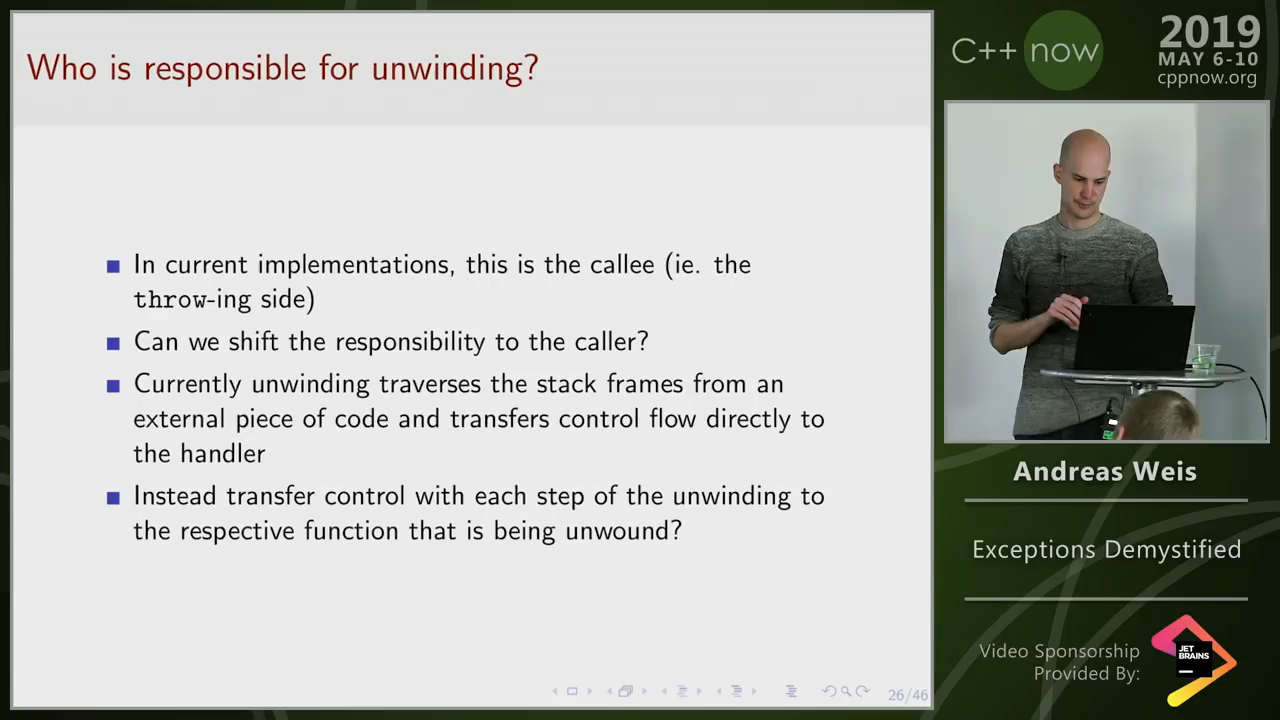 Who is responsible for unwinding?
In current implementations, this is the callee (ie. the
throw-ing side)
Can we shift the responsibility to the caller?
Currently unwinding traverses the stack frames from an
external piece of code and transfers control flow directly to
the handler
Instead transfer control with each step of the unwinding to
the respective function that is being unwound?
26/46
C++ now
2019
MAY 6-10
cppnow.org
Andreas Weis
Exceptions Demystified
Video Sponsorship
Provided By:
JET
BRAINS